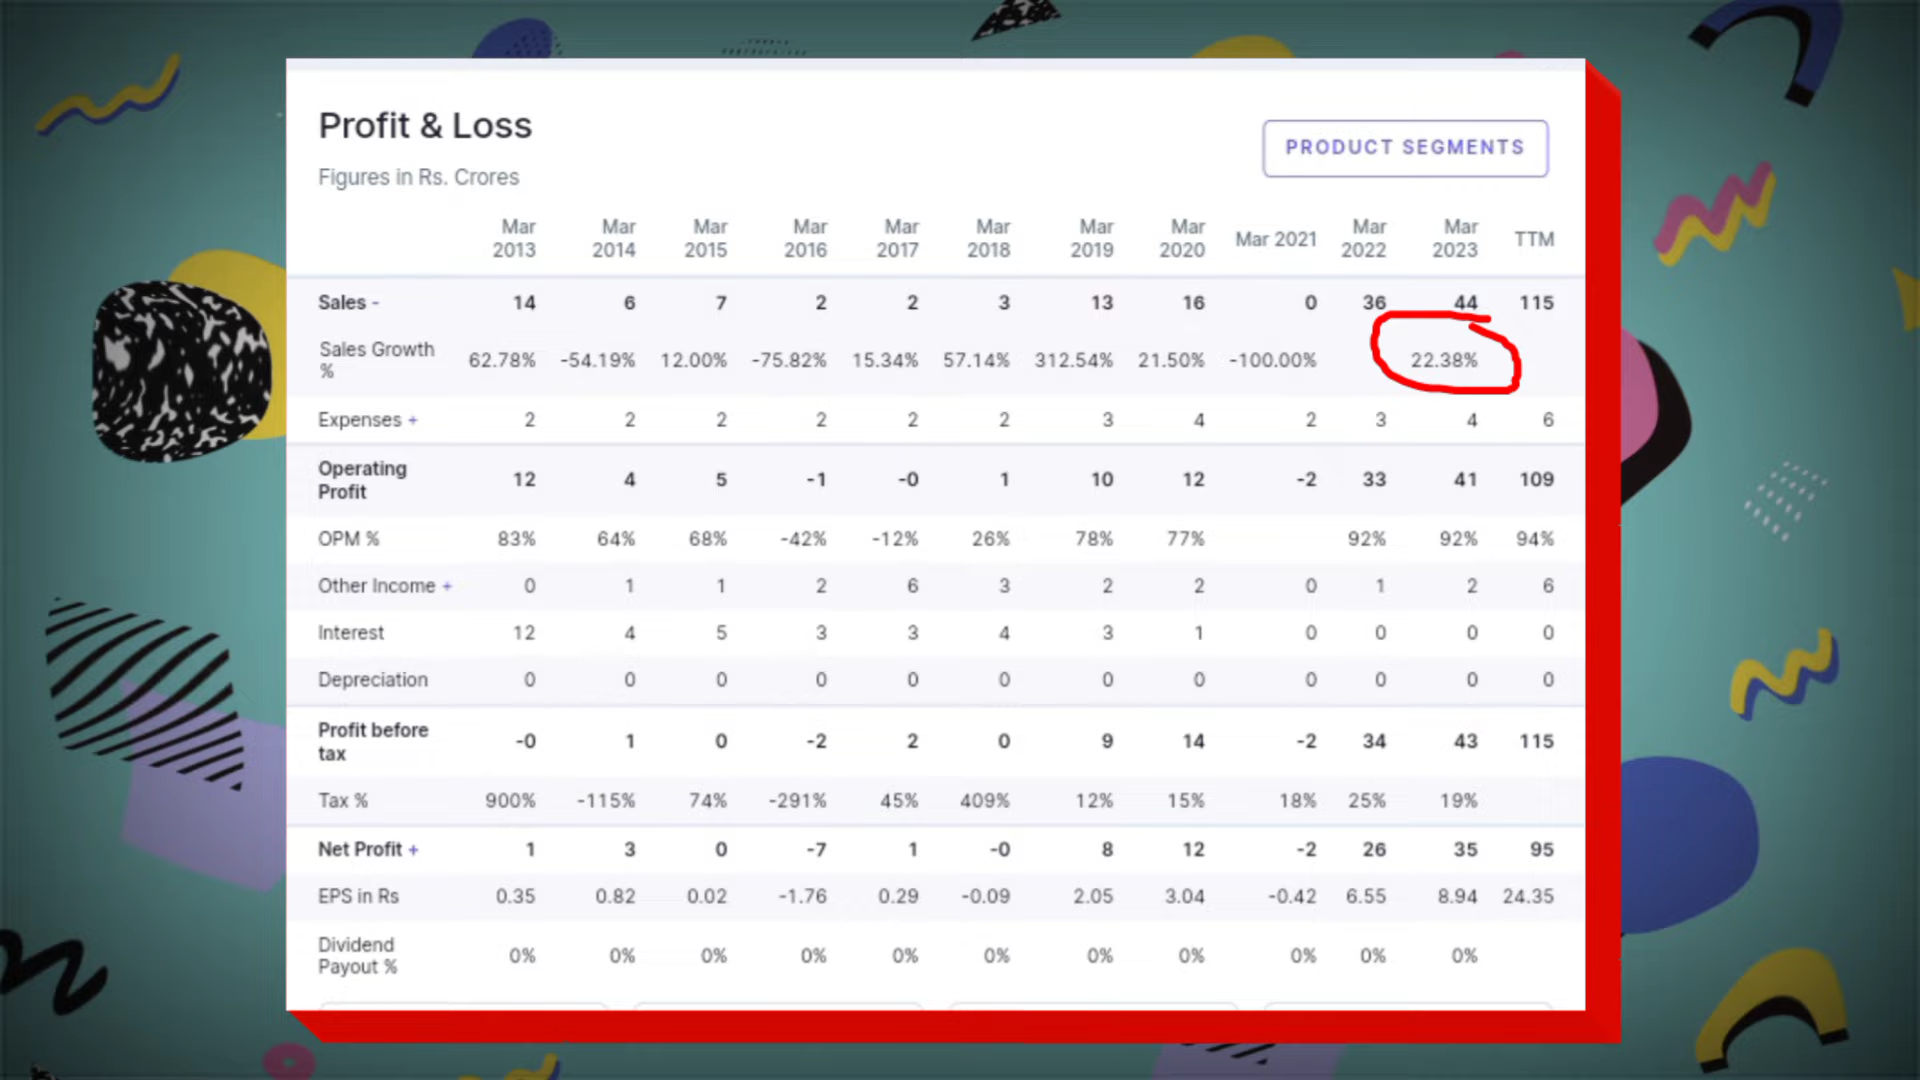 Profit & Loss
PRODUCT SEGMENTS
Figures in Rs. Crores
Mar 2013 Mar 2014 Mar 2015 Mar 2016 Mar 2017 Mar 2018 Mar 2019 Mar 2020 Mar 2021 Mar 2022 Mar 2023 TTM
Sales - 14 6 7 2 2 3 13 16 0 36 44 115
Sales Growth % 62.78% -54.19% 12.00% -75.82% 15.34% 57.14% 312.54% 21.50% -100.00% 22.38%
Expenses + 2 2 2 2 2 2 3 4 2 3 4 6
Operating Profit 12 4 5 -1 -0 1 10 12 -2 33 41 109
OPM % 83% 64% 68% -42% -12% 26% 78% 77% 92% 92% 94%
Other Income + 0 1 1 2 6 3 2 2 0 1 2 6
Interest 12 4 5 3 3 4 3 1 0 0 0 0
Depreciation 0 0 0 0 0 0 0 0 0 0 0 0
Profit before tax -0 1 0 -2 2 0 9 14 -2 34 43 115
Tax % 900% -115% 74% -291% 45% 409% 12% 15% 18% 25% 19%
Net Profit + 1 3 0 -7 1 -0 8 12 -2 26 35 95
EPS in Rs 0.35 0.82 0.02 -1.76 0.29 -0.09 2.05 3.04 -0.42 6.55 8.94 24.35
Dividend Payout % 0% 0% 0% 0% 0% 0% 0% 0% 0% 0% 0%